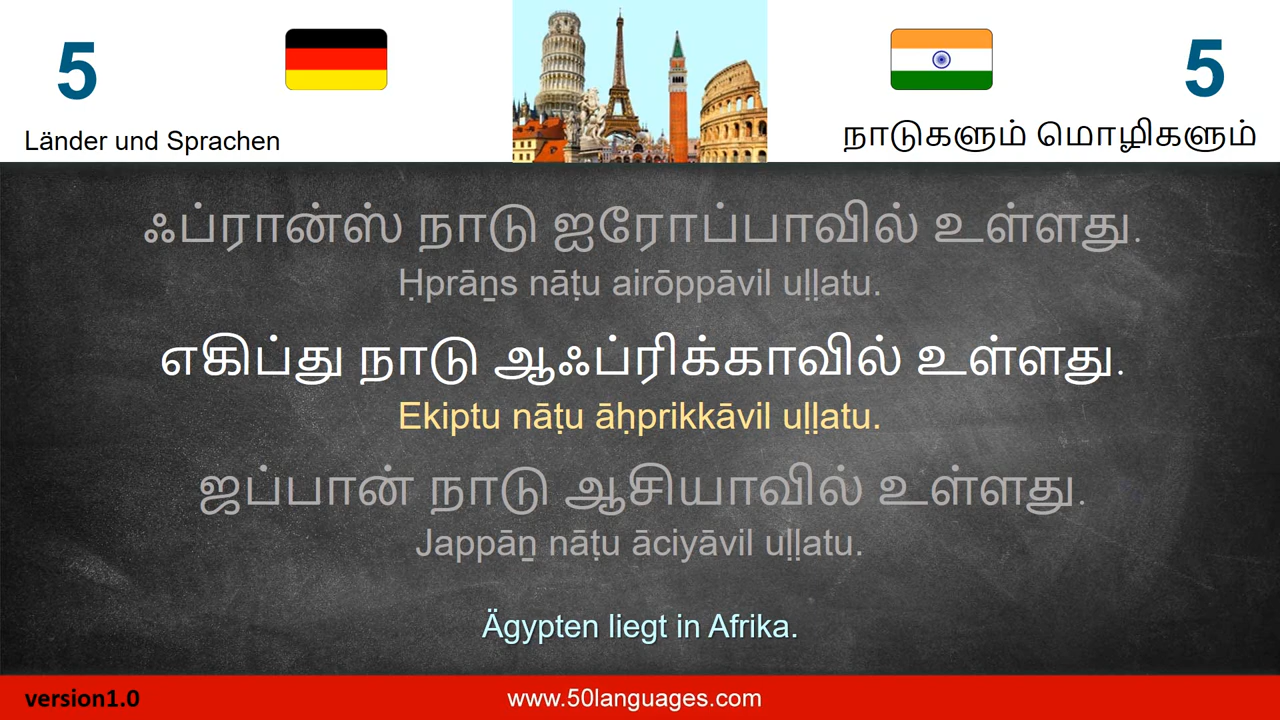 5
5
Länder und Sprachen
நாடுகளும் மொழிகளும்
ஃப்ரான்ஸ் நாடு ஐரோப்பாவில் உள்ளது.
Ḥprāṉs nāṭu airōppāvil uḷḷatu.
எகிப்து நாடு ஆஃப்ரிக்காவில் உள்ளது.
Ekiptu nāṭu āḥprikkāvil uḷḷatu.
ஜப்பான் நாடு ஆசியாவில் உள்ளது.
Jappāṉ nāṭu āciyāvil uḷḷatu.
Ägypten liegt in Afrika.
version1.0
www.50languages.com